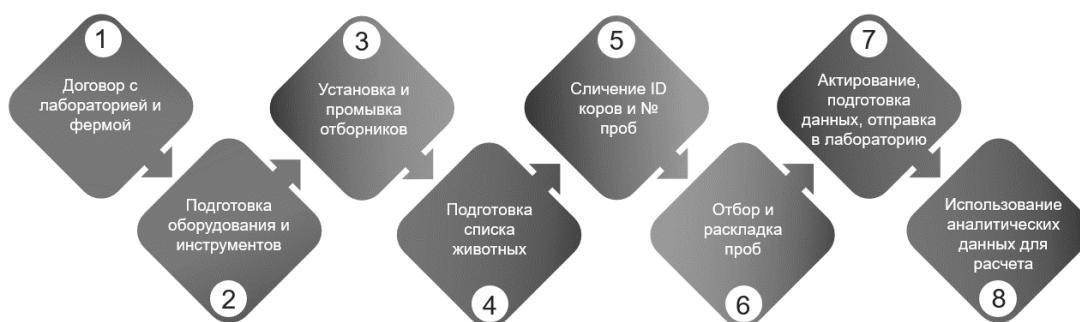 1
Договор с
лабораторией и
фермой
Подготовка
оборудования и
инструментов
2
3
Установка и
промывка
отборников
Подготовка
списка
животных
4
5
Сличение ID
коров и №
проб
Отбор и
раскладка
проб
6
7
Актирование,
подготовка
данных, отправка
в лабораторию
Использование
аналитических
данных для
расчета
8